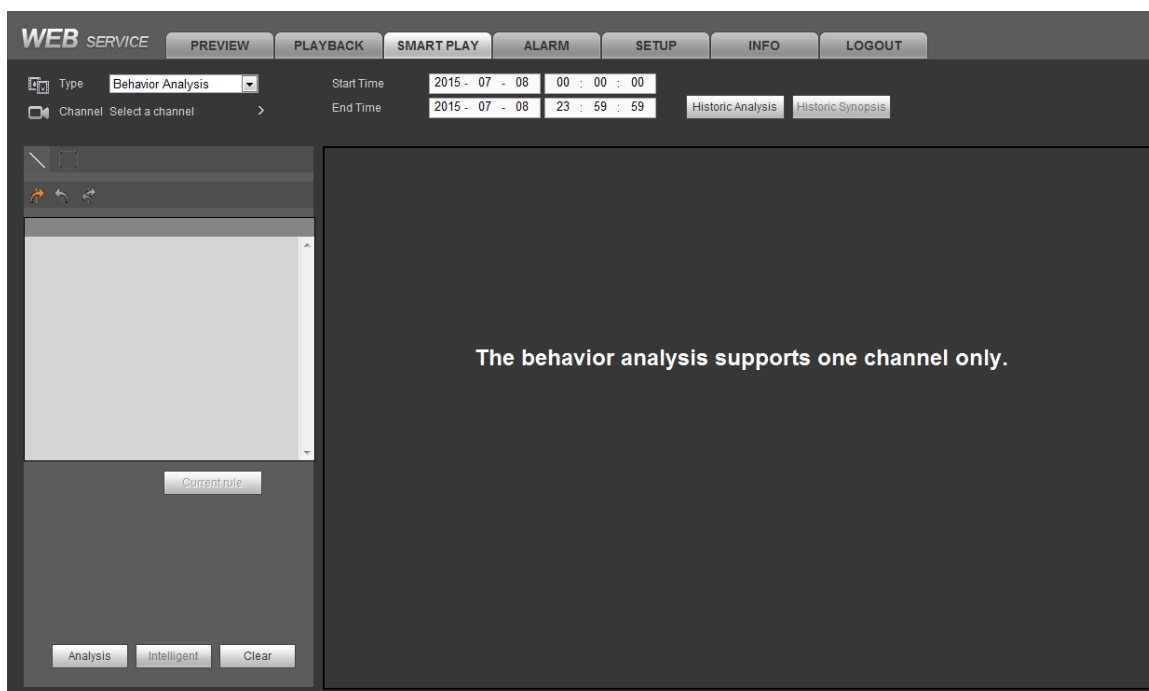 WEB SERVICE PREVIEW PLAYBACK SMART PLAY ALARM SETUP INFO LOGOUT
Type Behavior Analysis Start Time 2015 - 07 - 08 00 : 00 : 00
Channel Select a channel > End Time 2015 - 07 - 08 23 : 59 : 59 Historic Analysis Historic Synopsis
The behavior analysis supports one channel only.
Current rule
Analysis Intelligent Clear